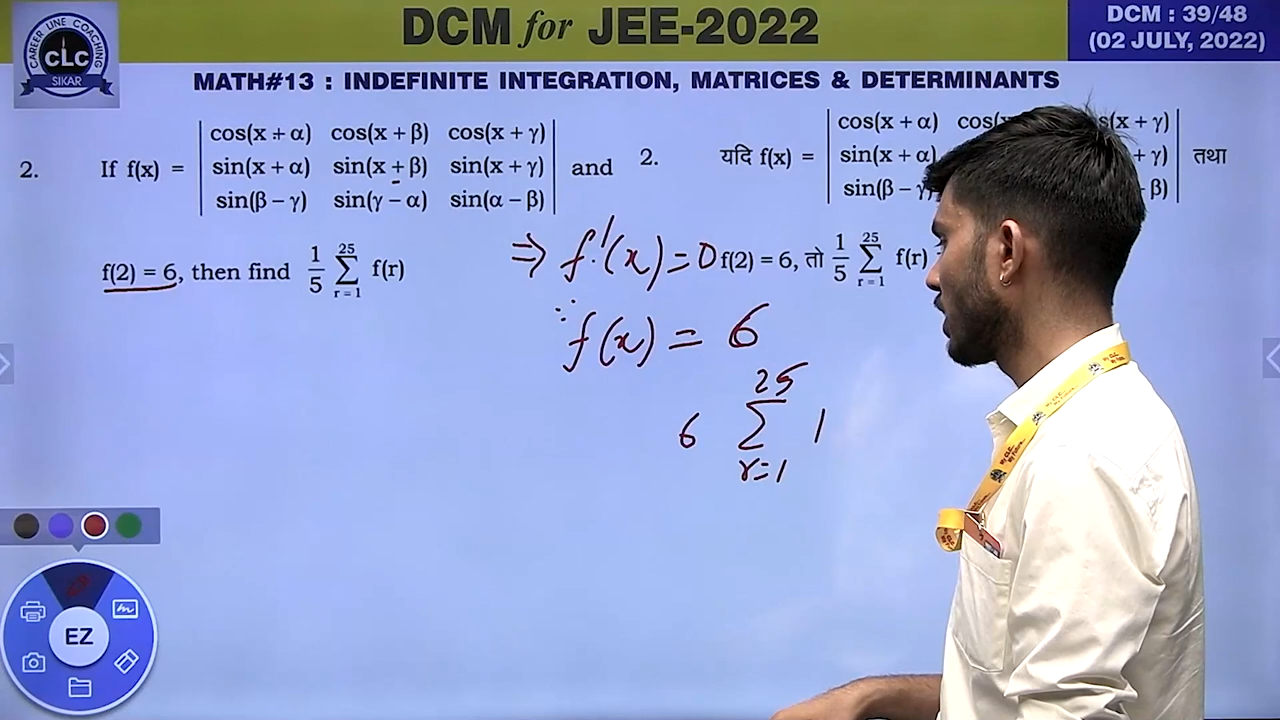 DCM for JEE-2022
DCM : 39/48
(02 JULY, 2022)
CAREER LINE COACHING
CLC
SIKAR
MATH#13 : INDEFINITE INTEGRATION, MATRICES & DETERMINANTS
2. If f(x) = | cos(x + α) cos(x + β) cos(x + γ) |
| sin(x + α) sin(x + β) sin(x + γ) | and
| sin(β − γ) sin(γ − α) sin(α − β) |
f(2) = 6, then find 1/5 25 ∑ r = 1 f(r)
2. यदि f(x) = | cos(x + α) (x + γ) |
| sin(x + α) + γ) | तथा
| sin(β − β) |
f(2) = 6, तो 1/5 25 ∑ r = 1 f(r)
⇒ f'(x) = 0
∴ f(x) = 6
6 25 ∑ r=1 1
EZ